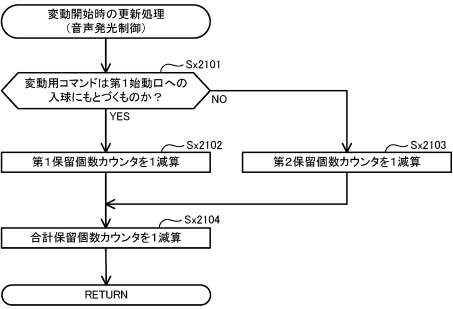 変動開始時の更新処理
（音声発光制御）
Sx2101
変動用コマンドは第１始動口への
入球にもとづくものか？
NO
YES
Sx2102
第１保留個数カウンタを１減算
Sx2103
第２保留個数カウンタを１減算
Sx2104
合計保留個数カウンタを１減算
RETURN